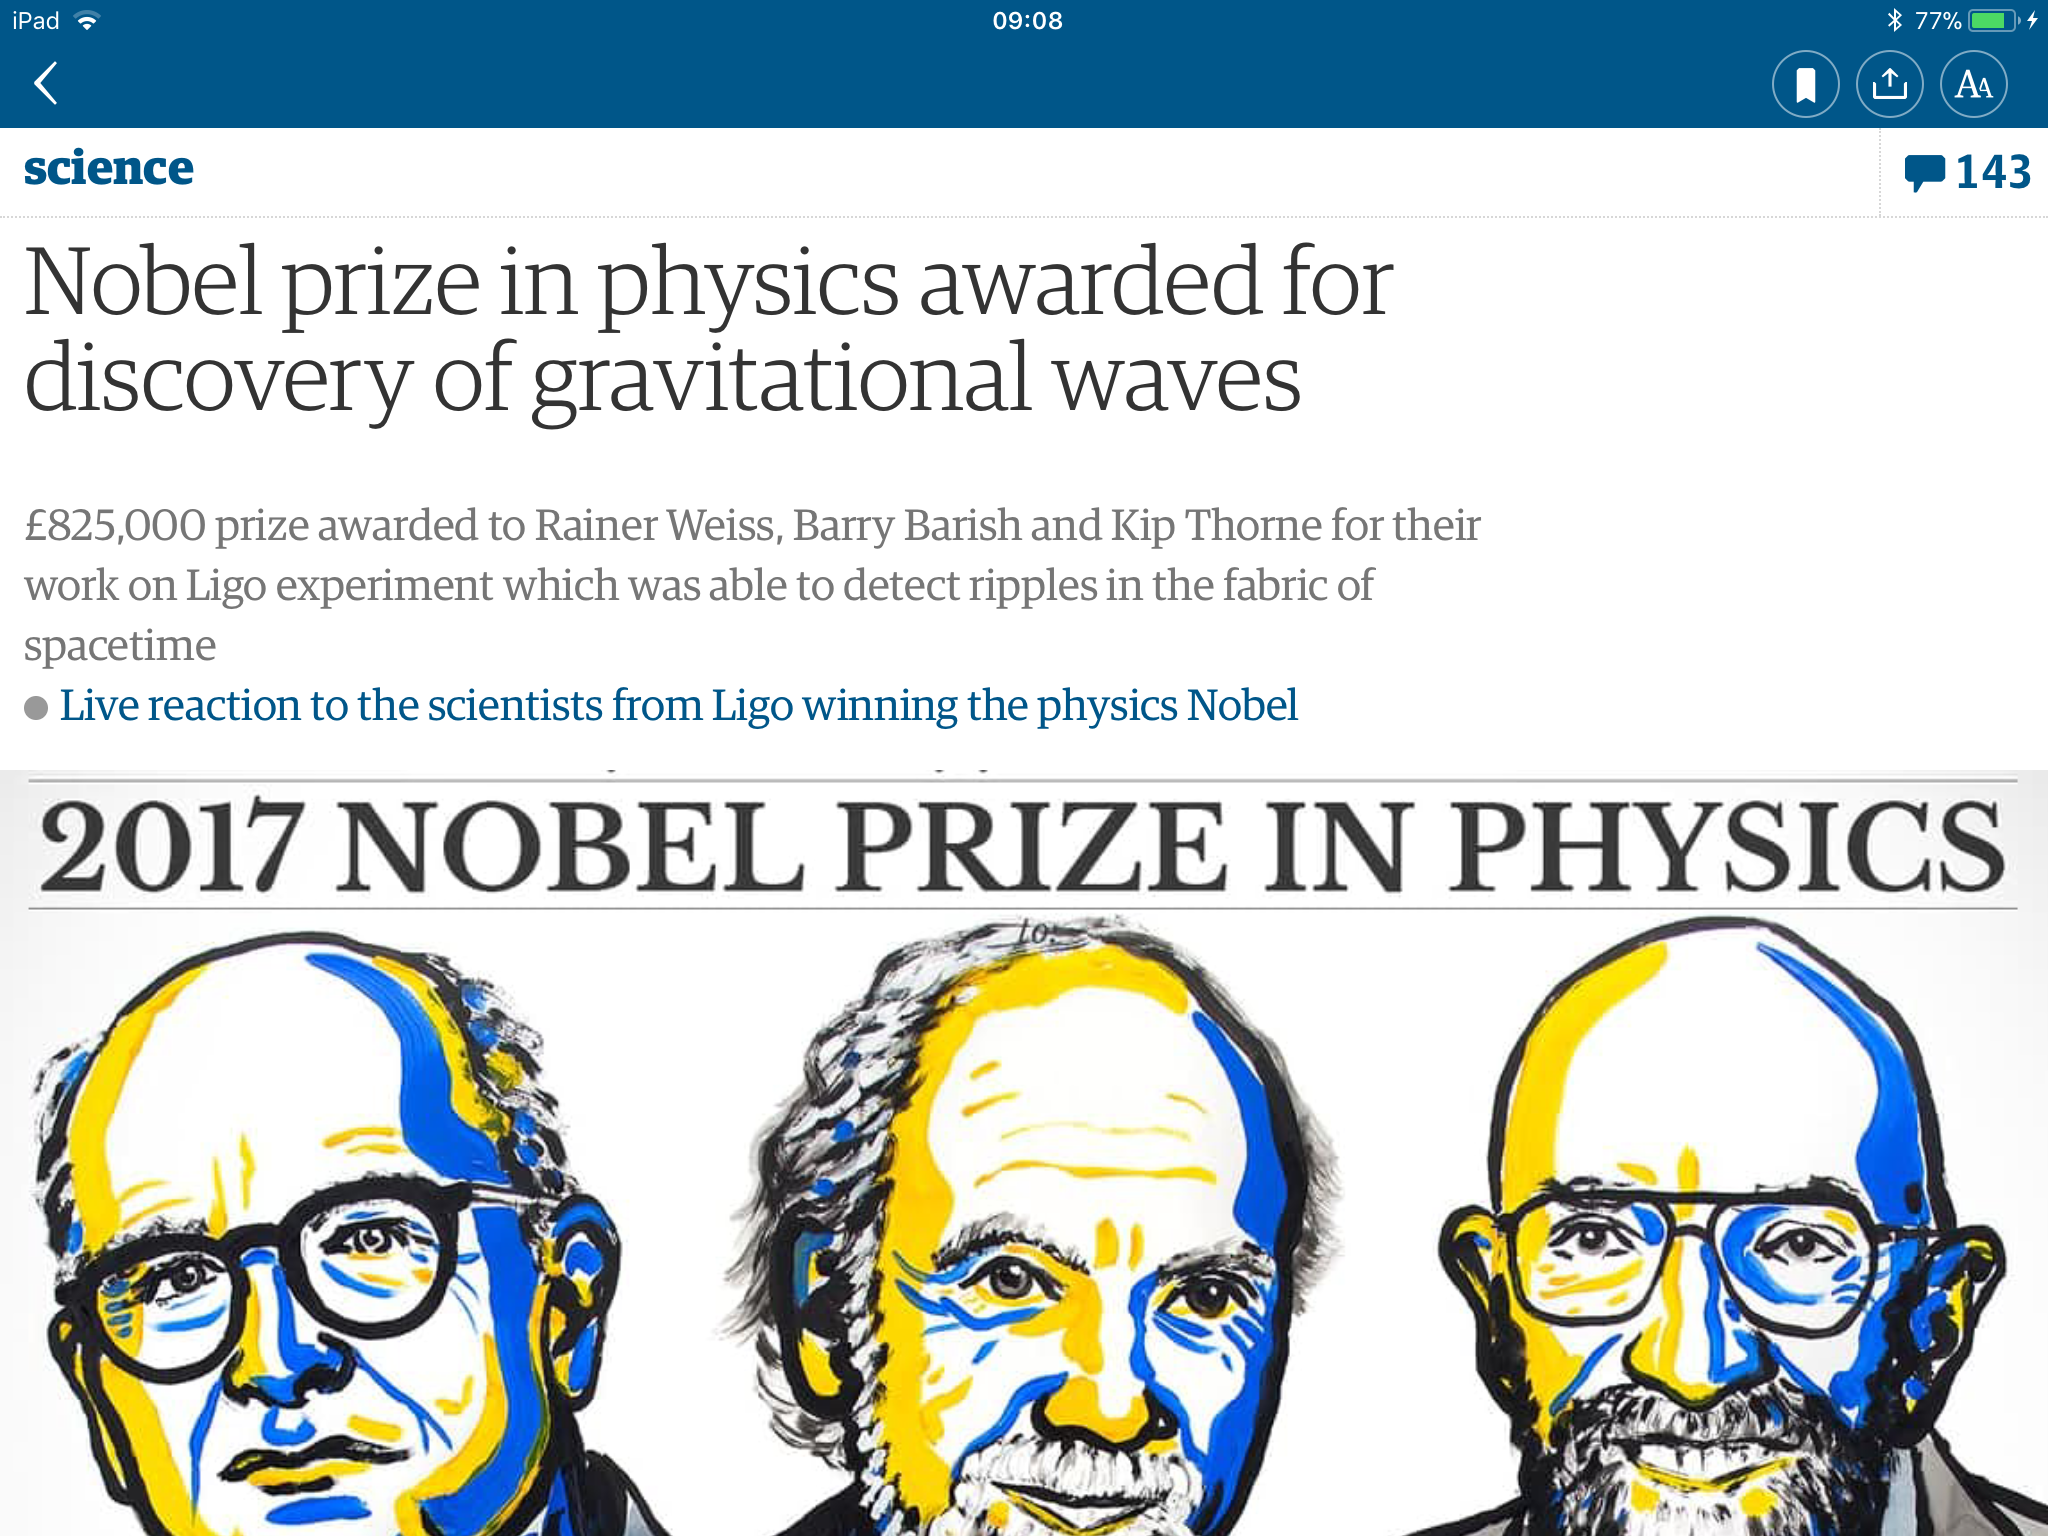 iPad 09:08 77%
AA
science 143
Nobel prize in physics awarded for
discovery of gravitational waves
£825,000 prize awarded to Rainer Weiss, Barry Barish and Kip Thorne for their
work on Ligo experiment which was able to detect ripples in the fabric of
spacetime
● Live reaction to the scientists from Ligo winning the physics Nobel
2017 NOBEL PRIZE IN PHYSICS
to: